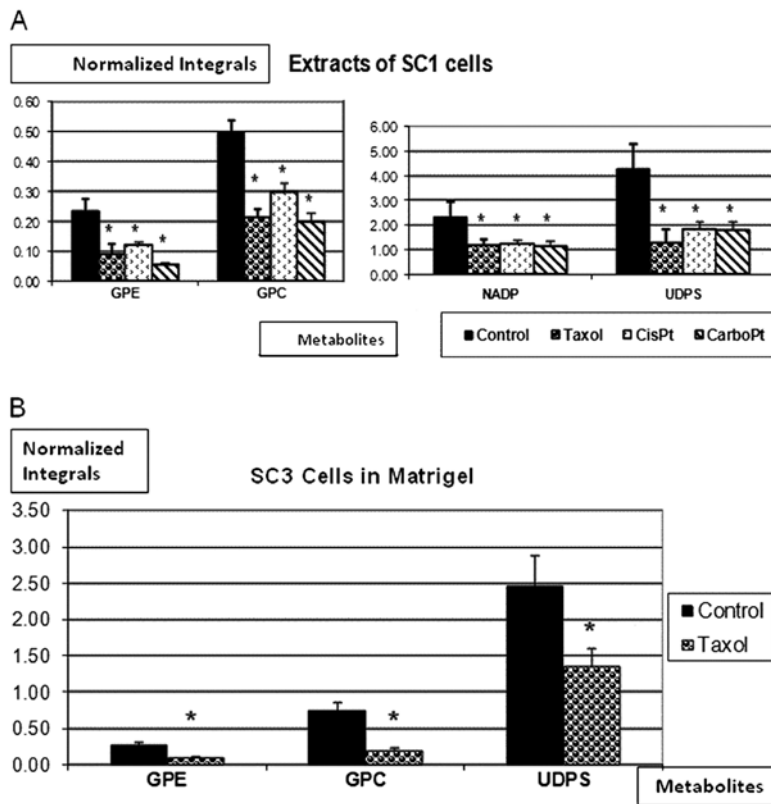 A
Normalized Integrals
Extracts of SC1 cells
0.60
0.50
0.40
0.30
0.20
0.10
0.00
* * *
* * *
GPE
GPC
6.00
5.00
4.00
3.00
2.00
1.00
0.00
* * *
* * *
NADP
UDPS
Metabolites
Control Taxol CisPt CarboPt
B
Normalized
Integrals
SC3 Cells in Matrigel
3.50
3.00
2.50
2.00
1.50
1.00
0.50
0.00
*
*
*
GPE
GPC
UDPS
Control
Taxol
Metabolites